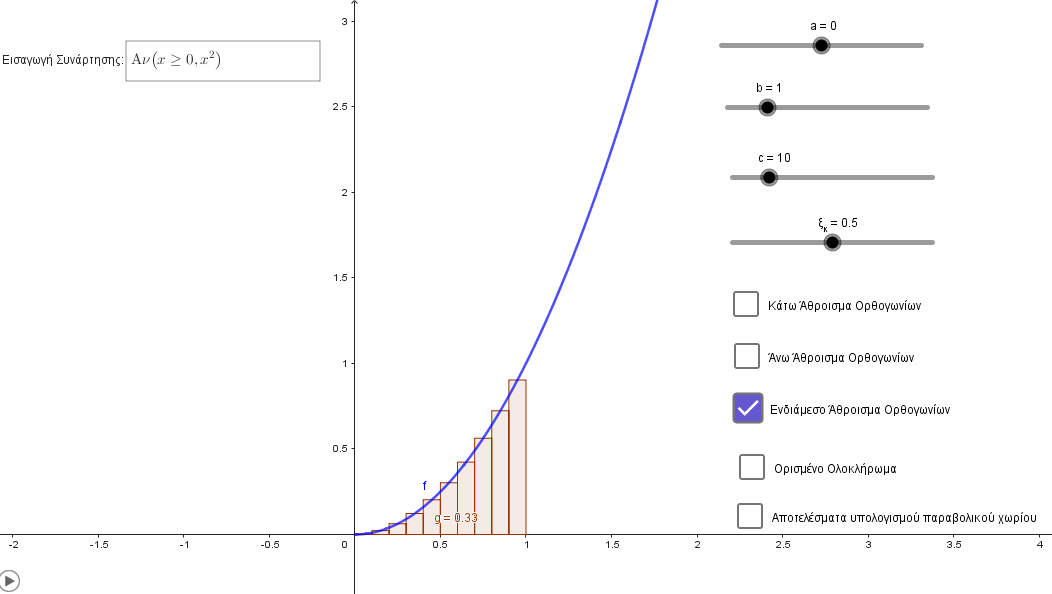 Εισαγωγή Συνάρτησης: Αν(x ≥ 0, x²)
a = 0
b = 1
c = 10
ξκ = 0.5
Κάτω Άθροισμα Ορθογωνίων
Άνω Άθροισμα Ορθογωνίων
Ενδιάμεσο Άθροισμα Ορθογωνίων
Ορισμένο Ολοκλήρωμα
Αποτελέσματα υπολογισμού παραβολικού χωρίου
3
2.5
2
1.5
1
0.5
f
g = 0.33
-2 -1.5 -1 -0.5 0 0.5 1 1.5 2 2.5 3 3.5 4